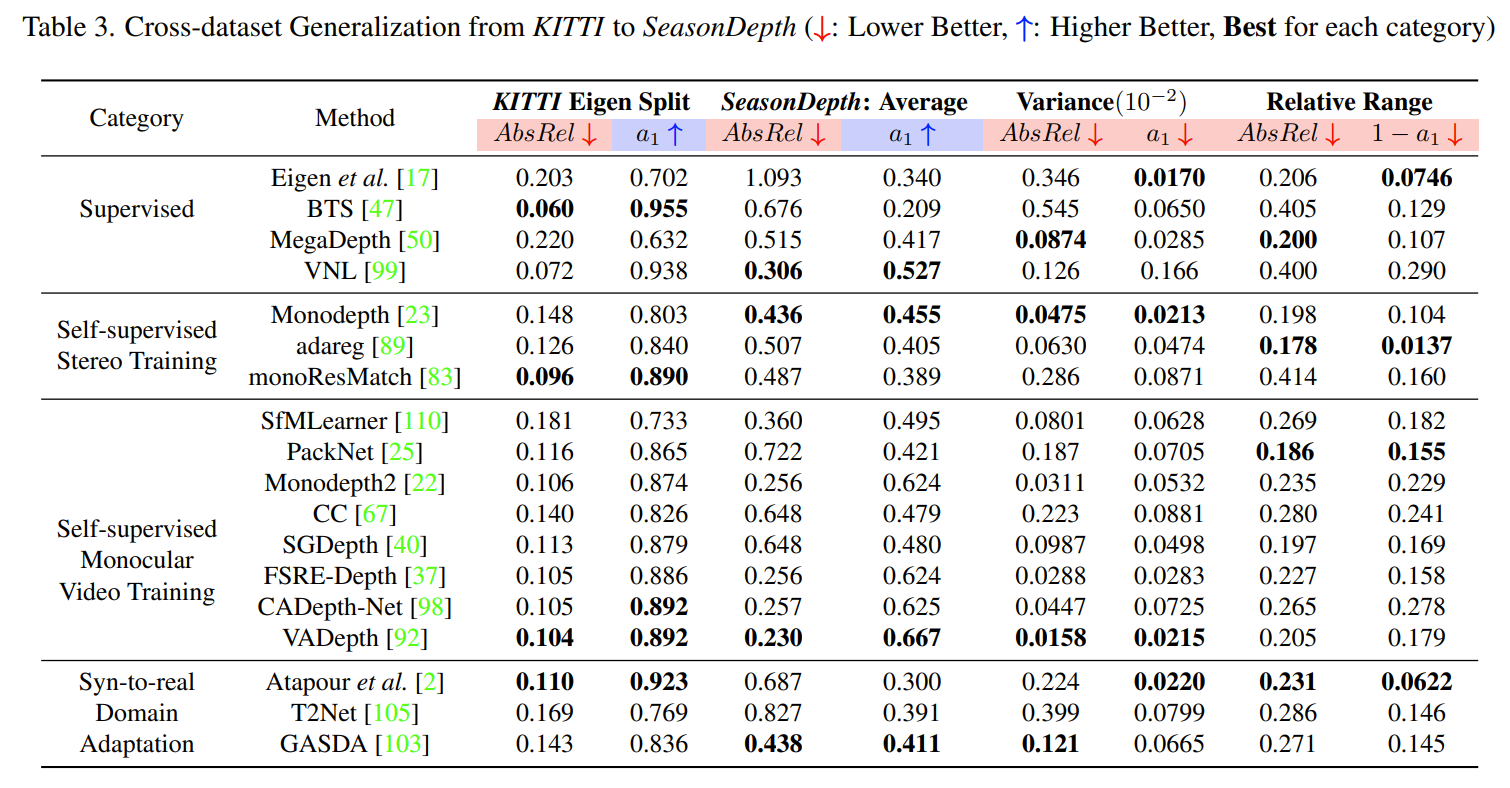 Table 3. Cross-dataset Generalization from KITTI to SeasonDepth (↓: Lower Better, ↑: Higher Better, Best for each category)
Category Method KITTI Eigen Split SeasonDepth: Average Variance(10⁻²) Relative Range
AbsRel ↓ a₁ ↑ AbsRel ↓ a₁ ↑ AbsRel ↓ a₁ ↓ AbsRel ↓ 1 − a₁ ↓
Supervised
Eigen et al. [17] 0.203 0.702 1.093 0.340 0.346 0.0170 0.206 0.0746
BTS [47] 0.060 0.955 0.676 0.209 0.545 0.0650 0.405 0.129
MegaDepth [50] 0.220 0.632 0.515 0.417 0.0874 0.0285 0.200 0.107
VNL [99] 0.072 0.938 0.306 0.527 0.126 0.166 0.400 0.290
Self-supervised
Stereo Training
Monodepth [23] 0.148 0.803 0.436 0.455 0.0475 0.0213 0.198 0.104
adareg [89] 0.126 0.840 0.507 0.405 0.0630 0.0474 0.178 0.0137
monoResMatch [83] 0.096 0.890 0.487 0.389 0.286 0.0871 0.414 0.160
Self-supervised
Monocular
Video Training
SfMLearner [110] 0.181 0.733 0.360 0.495 0.0801 0.0628 0.269 0.182
PackNet [25] 0.116 0.865 0.722 0.421 0.187 0.0705 0.186 0.155
Monodepth2 [22] 0.106 0.874 0.256 0.624 0.0311 0.0532 0.235 0.229
CC [67] 0.140 0.826 0.648 0.479 0.223 0.0881 0.280 0.241
SGDepth [40] 0.113 0.879 0.648 0.480 0.0987 0.0498 0.197 0.169
FSRE-Depth [37] 0.105 0.886 0.256 0.624 0.0288 0.0283 0.227 0.158
CADepth-Net [98] 0.105 0.892 0.257 0.625 0.0447 0.0725 0.265 0.278
VADepth [92] 0.104 0.892 0.230 0.667 0.0158 0.0215 0.205 0.179
Syn-to-real
Domain
Adaptation
Atapour et al. [2] 0.110 0.923 0.687 0.300 0.224 0.0220 0.231 0.0622
T2Net [105] 0.169 0.769 0.827 0.391 0.399 0.0799 0.286 0.146
GASDA [103] 0.143 0.836 0.438 0.411 0.121 0.0665 0.271 0.145